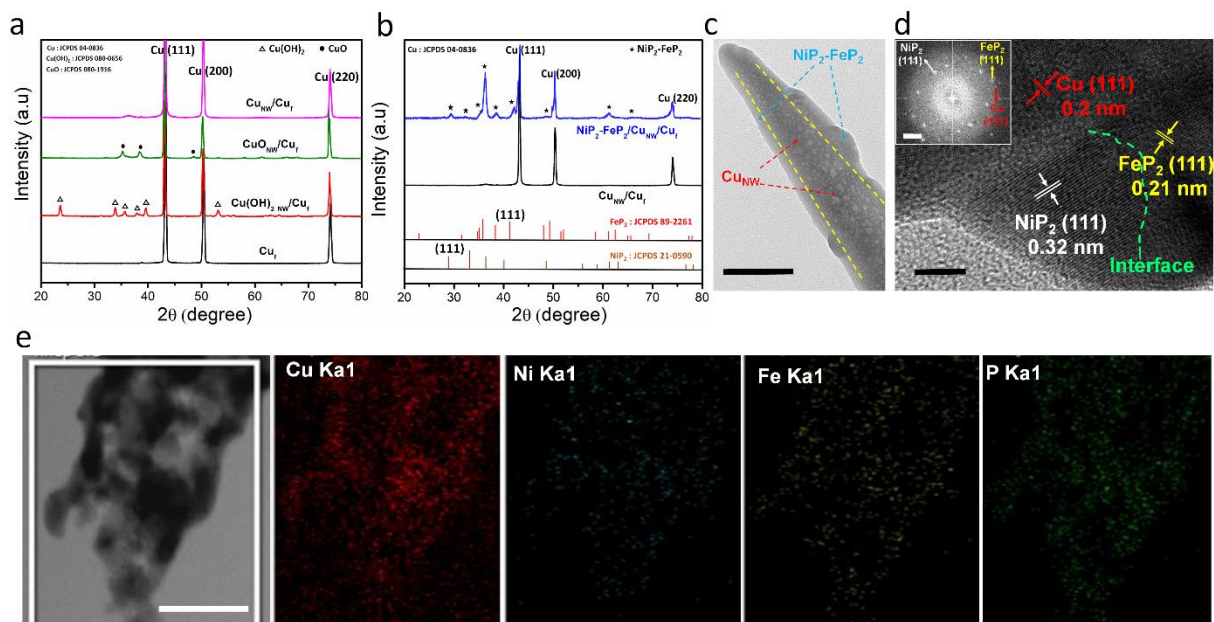 a
Cu : JCPDS 04-0836
Cu(OH)2 : JCPDS 080-0656
CuO : JCPDS 080-1916
△ Cu(OH)2 ● CuO
Cu (111)
Cu (200)
Cu (220)
CuNW/Cuf
CuONW/Cuf
Cu(OH)2 NW/Cuf
Cuf
Intensity (a.u)
20 30 40 50 60 70 80
2θ (degree)
b
Cu : JCPDS 04-0836
★ NiP2-FeP2
Cu (111)
Cu (200)
Cu (220)
NiP2-FeP2/CuNW/Cuf
CuNW/Cuf
(111)
FeP2 : JCPDS 89-2261
(111)
NiP2 : JCPDS 21-0590
Intensity (a.u)
20 30 40 50 60 70 80
2θ (degree)
c
NiP2-FeP2
CuNW
d
NiP2
(111)
FeP2
(111)
(111)
Cu (111)
0.2 nm
FeP2 (111)
0.21 nm
NiP2 (111)
0.32 nm
Interface
e
Cu Ka1
Ni Ka1
Fe Ka1
P Ka1